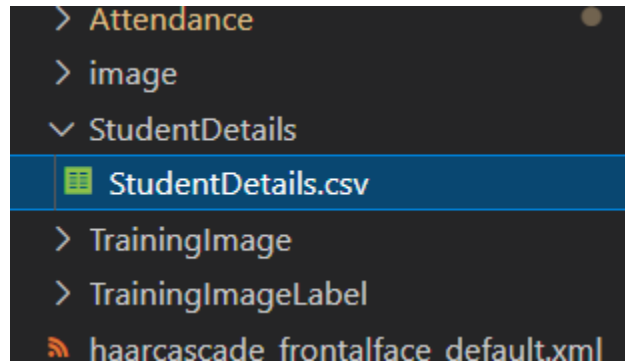 Attendance
image
StudentDetails
StudentDetails.csv
TrainingImage
TrainingImageLabel
haarcascade_frontalface_default.xml